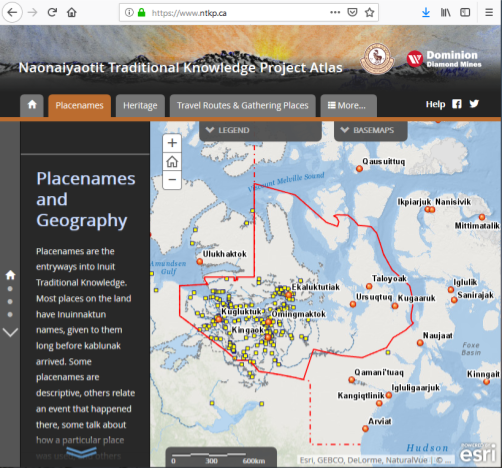 https://www.ntkp.ca
Naonaiyaotit Traditional Knowledge Project Atlas
Dominion
Diamond Mines
Placenames
Heritage
Travel Routes & Gathering Places
More...
Help
LEGEND
BASEMAPS
Placenames
and
Geography
Placenames are the
entryways into Inuit
Traditional Knowledge.
Most places on the land
have Inuinnaktun
names, given to them
long before kablunak
arrived. Some
placenames are
descriptive, others relate
an event that happened
there, some talk about
how a particular place
Qausuittuq
Viscount Melville Sound
Ikpiarjuk Nanisivik
Mittimatalik
Ulukhaktok
Amundsen
Gulf
Ekaluktutiak
Taloyoak
Iglulik
Ursuqtuq
Kugaaruk
Sanirajak
Kugluktuk
Omingmaktok
Kingaok
Naujaat
Foxe
Basin
Qamani'tuaq
Kinngait
Igluligaarjuk
Kangiqtlinik
Arviat
Hudson
0 300 600km
POWERED BY
esri
Esri, GEBCO, DeLorme, NaturalVue | © ...